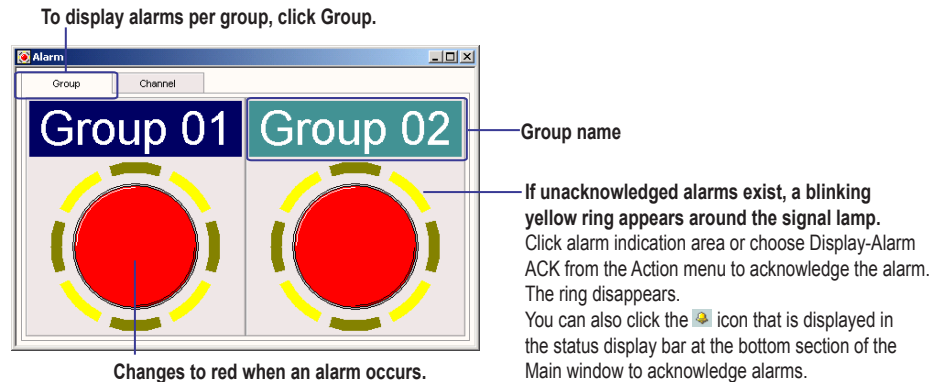 To display alarms per group, click Group.
Alarm
Group
Channel
Group 01
Group 02
Group name
If unacknowledged alarms exist, a blinking
yellow ring appears around the signal lamp.
Click alarm indication area or choose Display-Alarm
ACK from the Action menu to acknowledge the alarm.
The ring disappears.
You can also click the icon that is displayed in
the status display bar at the bottom section of the
Main window to acknowledge alarms.
Changes to red when an alarm occurs.